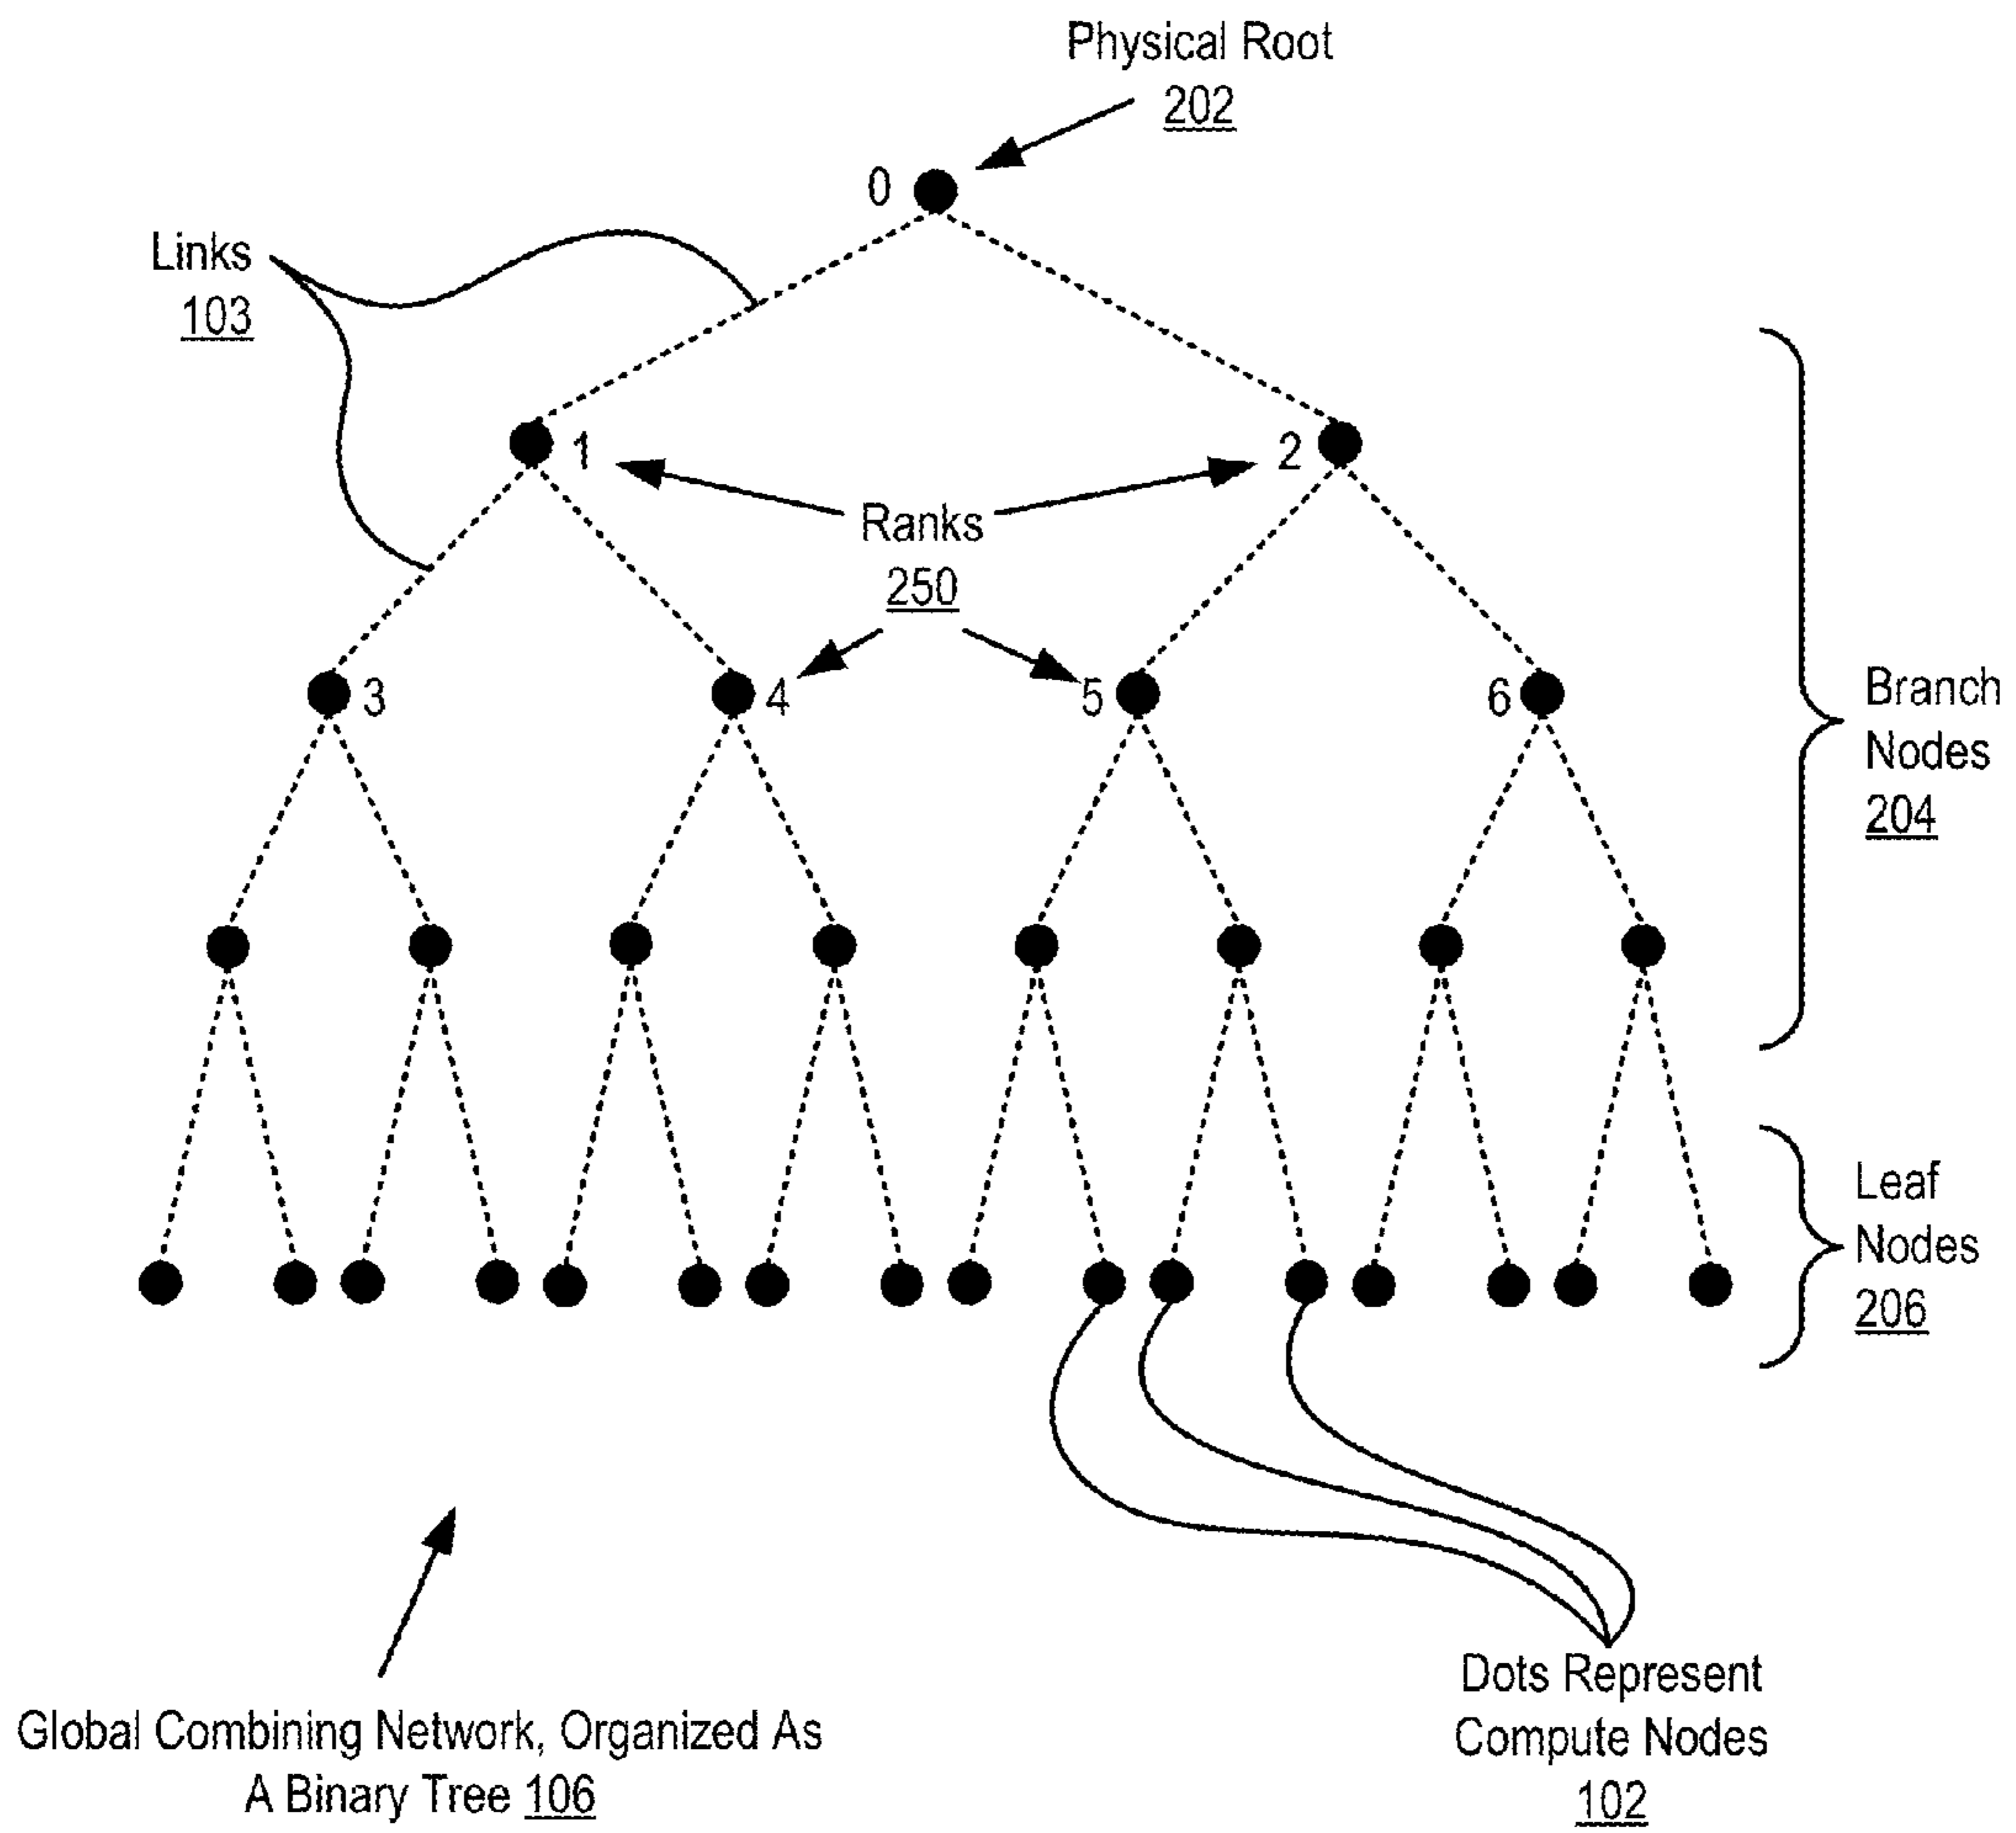 Physical Root
202
0
Links
103
1
2
Ranks
250
3
4
5
6
Branch
Nodes
204
Leaf
Nodes
206
Dots Represent
Compute Nodes
102
Global Combining Network, Organized As
A Binary Tree 106